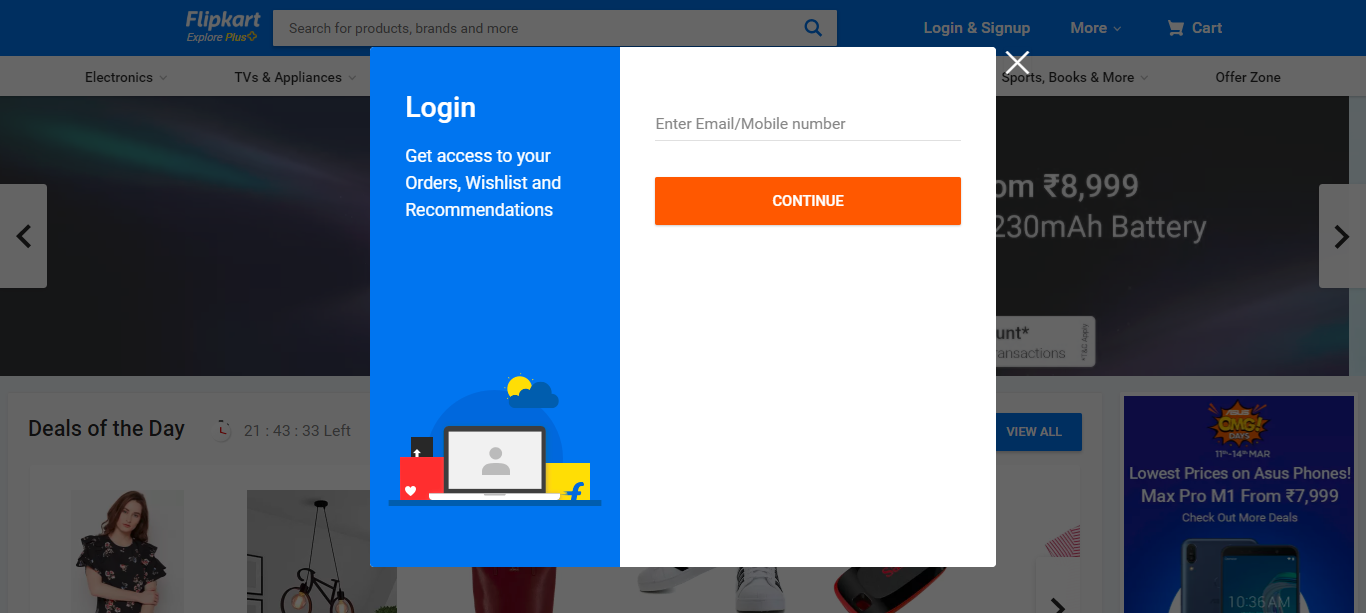 Flipkart
Explore Plus
Search for products, brands and more
Login & Signup
More
Cart
Electronics
TVs & Appliances
Sports, Books & More
Offer Zone
Login
Get access to your
Orders, Wishlist and
Recommendations
Enter Email/Mobile number
CONTINUE
om ₹8,999
230mAh Battery
unt*
ansactions
*T&C Apply
Deals of the Day
21 : 43 : 33 Left
VIEW ALL
ASUS
OMG!
DAYS
11th-14th MAR
Lowest Prices on Asus Phones!
Max Pro M1 From ₹7,999
Check Out More Deals
10:36 AM